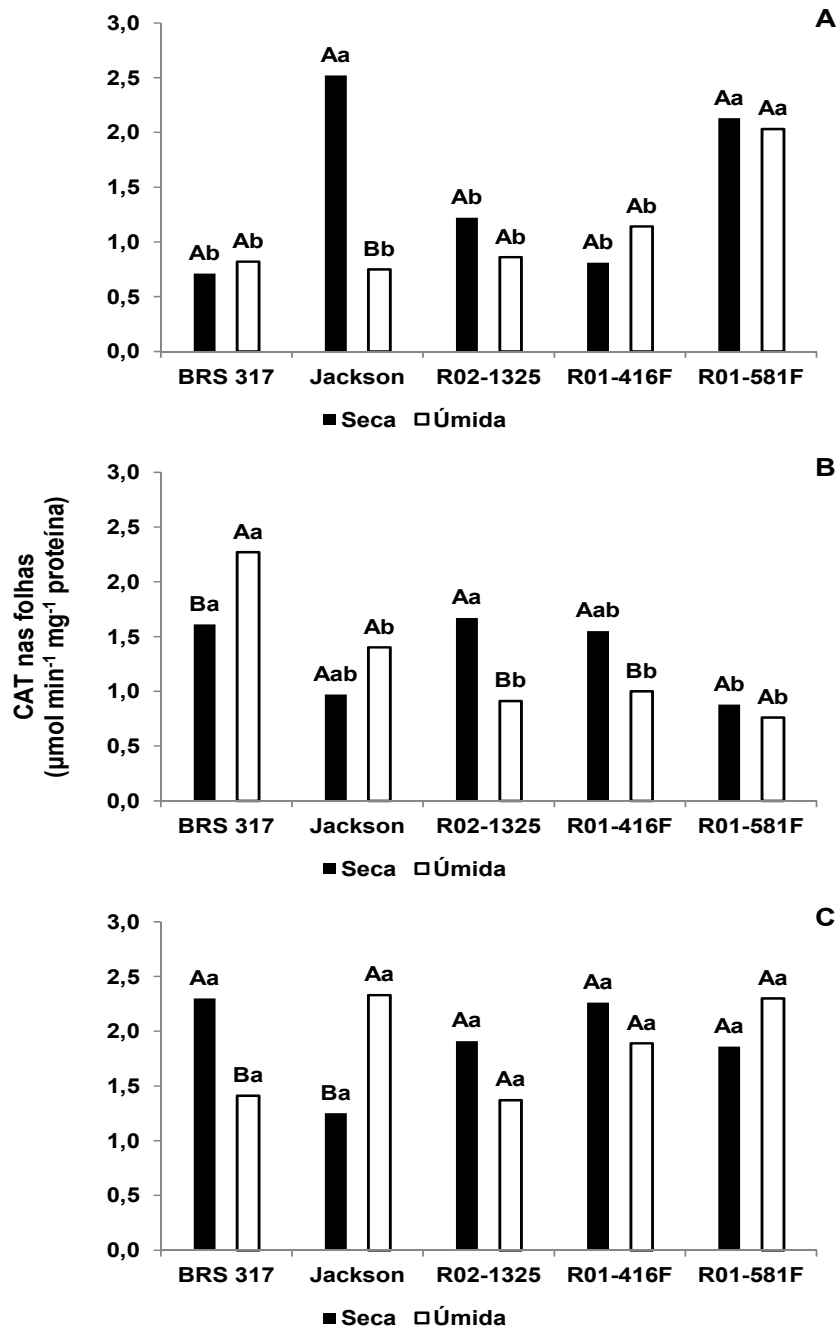 A
3,0
2,5
2,0
1,5
1,0
0,5
0,0
Ab Ab Aa Bb Ab Ab Ab Ab Aa Aa
BRS 317 Jackson R02-1325 R01-416F R01-581F
Seca Úmida
B
CAT nas folhas
(µmol min⁻¹ mg⁻¹ proteína)
3,0
2,5
2,0
1,5
1,0
0,5
0,0
Ba Aa Aab Ab Aa Bb Aab Bb Ab Ab
BRS 317 Jackson R02-1325 R01-416F R01-581F
Seca Úmida
C
3,0
2,5
2,0
1,5
1,0
0,5
0,0
Aa Ba Ba Aa Aa Aa Aa Aa Aa Aa
BRS 317 Jackson R02-1325 R01-416F R01-581F
Seca Úmida